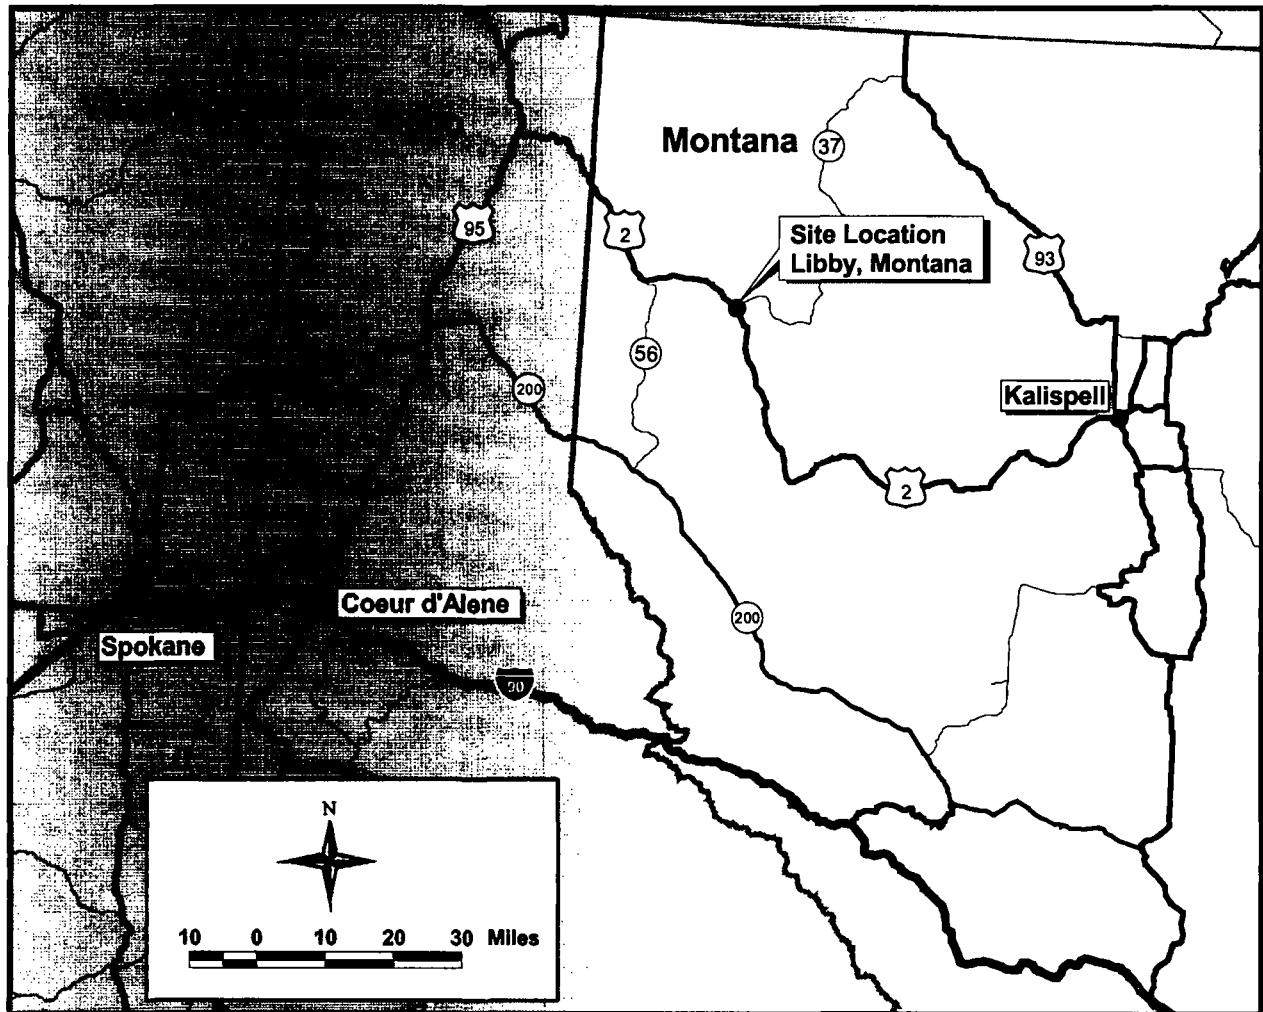 Montana
37
95
2
Site Location
Libby, Montana
93
56
200
Kalispell
2
Coeur d'Alene
200
Spokane
90
N
10 0 10 20 30 Miles